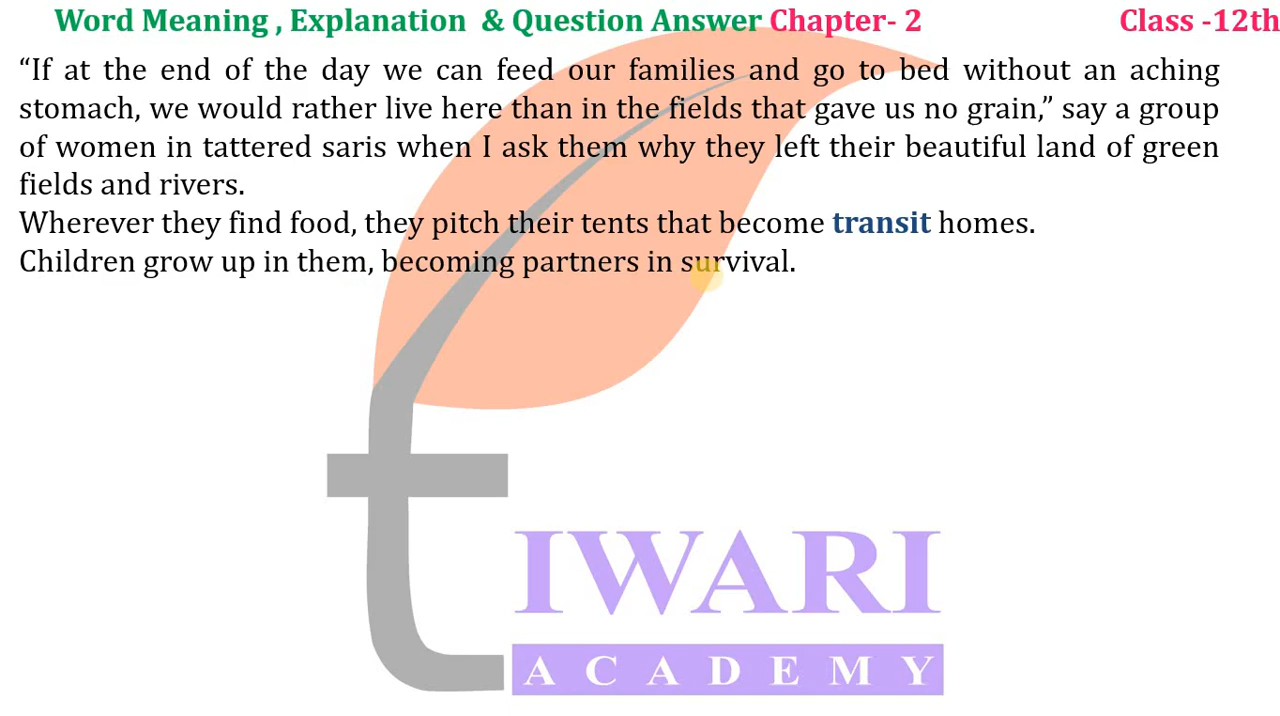 Word Meaning , Explanation & Question Answer Chapter- 2 Class -12th
“If at the end of the day we can feed our families and go to bed without an aching
stomach, we would rather live here than in the fields that gave us no grain,” say a group
of women in tattered saris when I ask them why they left their beautiful land of green
fields and rivers.
Wherever they find food, they pitch their tents that become transit homes.
Children grow up in them, becoming partners in survival.
tIWARI
ACADEMY